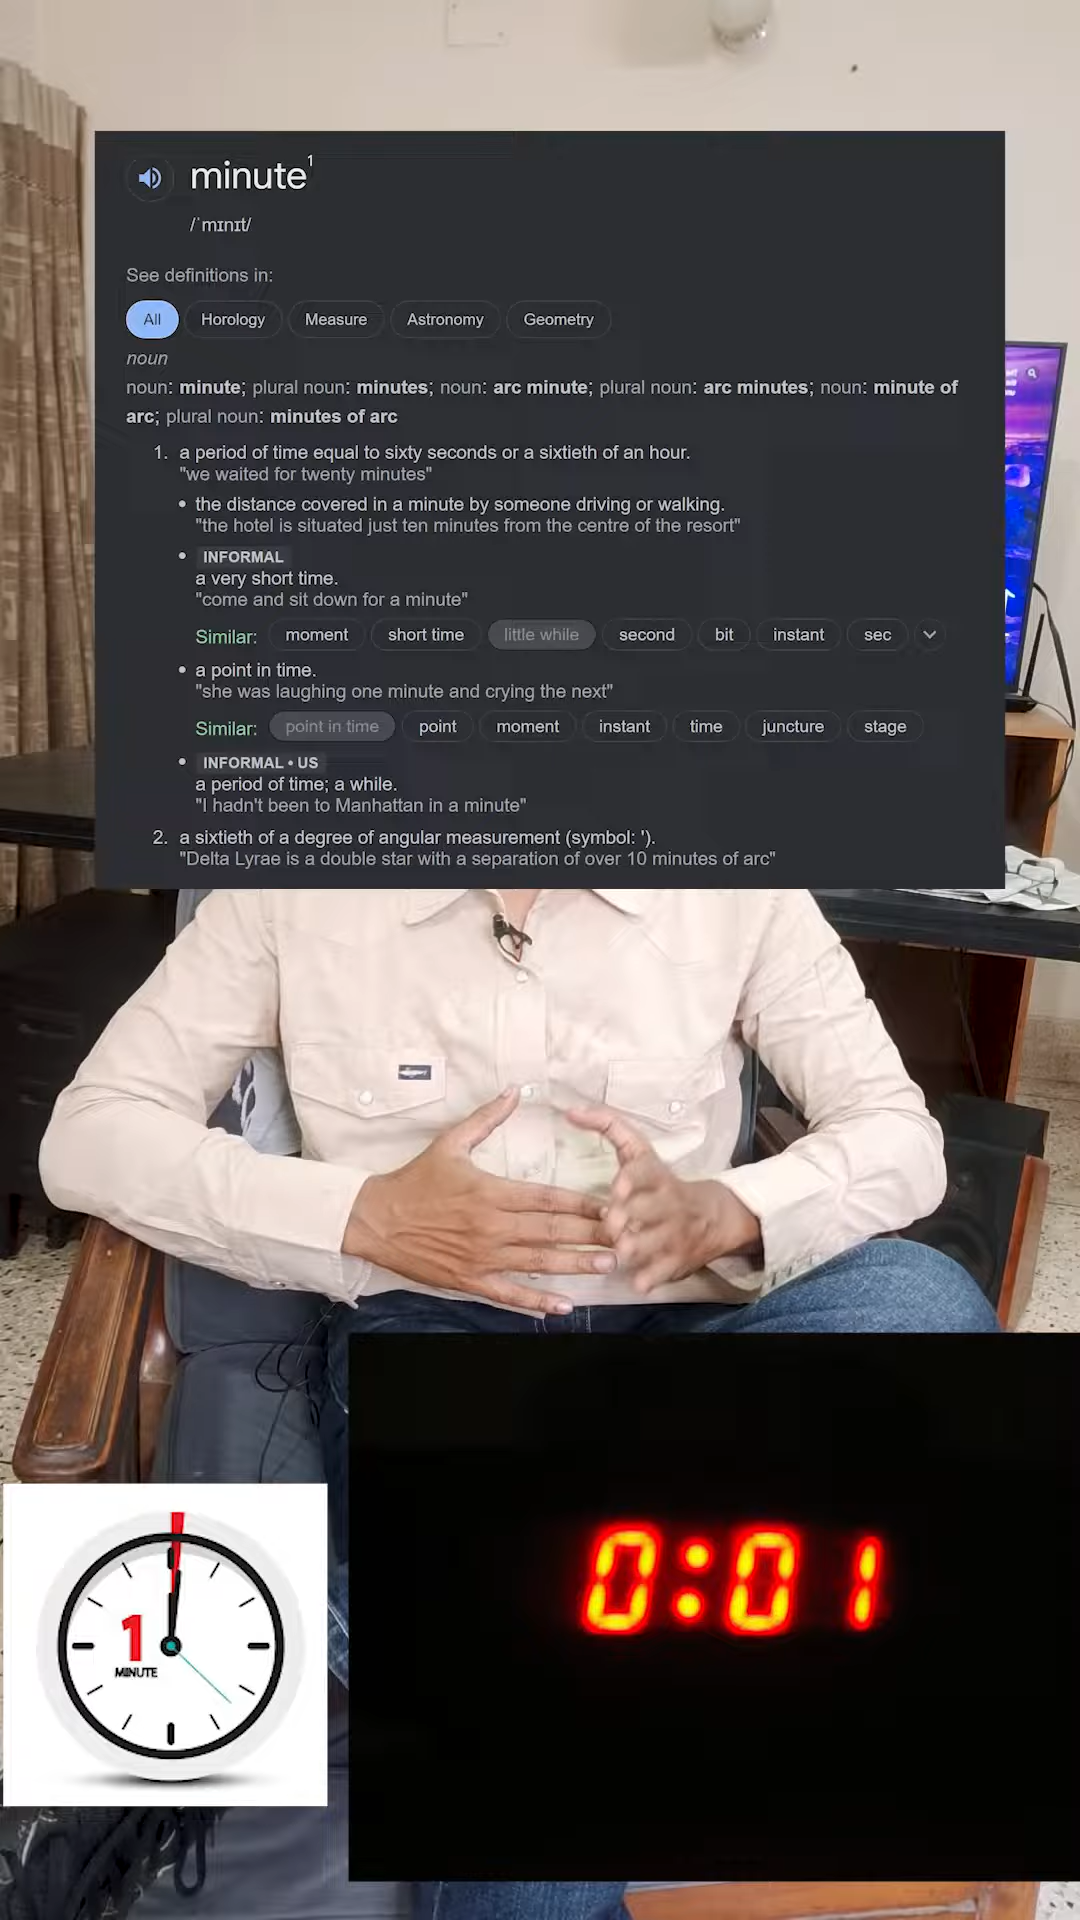 minute¹
/ˈmɪnɪt/
See definitions in:
All Horology Measure Astronomy Geometry
noun
noun: minute; plural noun: minutes; noun: arc minute; plural noun: arc minutes; noun: minute of
arc; plural noun: minutes of arc
1. a period of time equal to sixty seconds or a sixtieth of an hour.
"we waited for twenty minutes"
• the distance covered in a minute by someone driving or walking.
"the hotel is situated just ten minutes from the centre of the resort"
• INFORMAL
a very short time.
"come and sit down for a minute"
Similar: moment short time little while second bit instant sec
• a point in time.
"she was laughing one minute and crying the next"
Similar: point in time point moment instant time juncture stage
• INFORMAL • US
a period of time; a while.
"I hadn't been to Manhattan in a minute"
2. a sixtieth of a degree of angular measurement (symbol: ′).
"Delta Lyrae is a double star with a separation of over 10 minutes of arc"
1
MINUTE
0:01